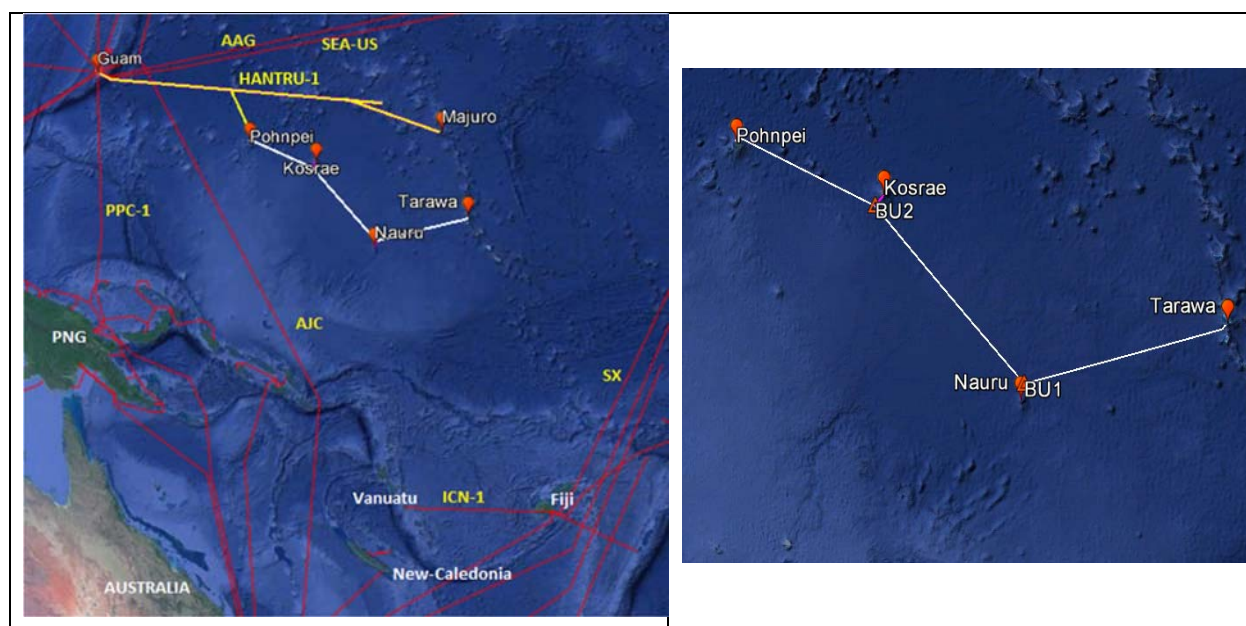 AAG
SEA-US
Guam
HANTRU-1
Majuro
Pohnpei
Kosrae
Tarawa
PPC-1
Nauru
PNG
AJC
SX
Vanuatu
ICN-1
Fiji
New-Caledonia
AUSTRALIA
Pohnpei
Kosrae
BU2
Tarawa
Nauru
BU1